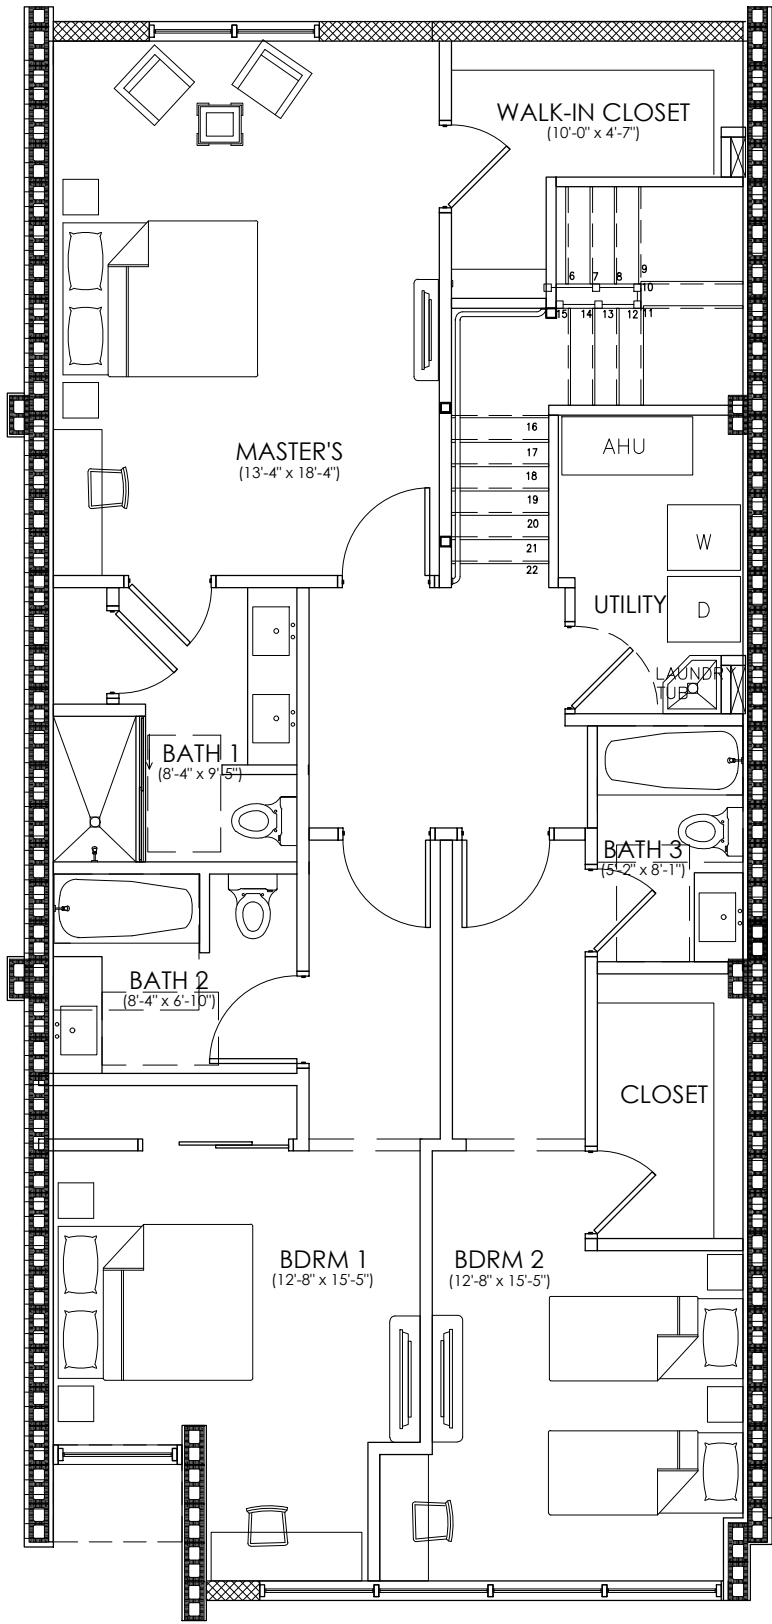 WALK-IN CLOSET
(10'-0" x 4'-7")
6 7 8 9
10
15 14 13 12 11
MASTER'S
(13'-4" x 18'-4")
16
17
18
19
20
21
22
AHU
W
D
UTILITY
LAUNDRY
TUB
BATH 1
(8'-4" x 9'-5")
BATH 3
(5'-2" x 8'-1")
BATH 2
(8'-4" x 6'-10")
CLOSET
BDRM 1
(12'-8" x 15'-5")
BDRM 2
(12'-8" x 15'-5")